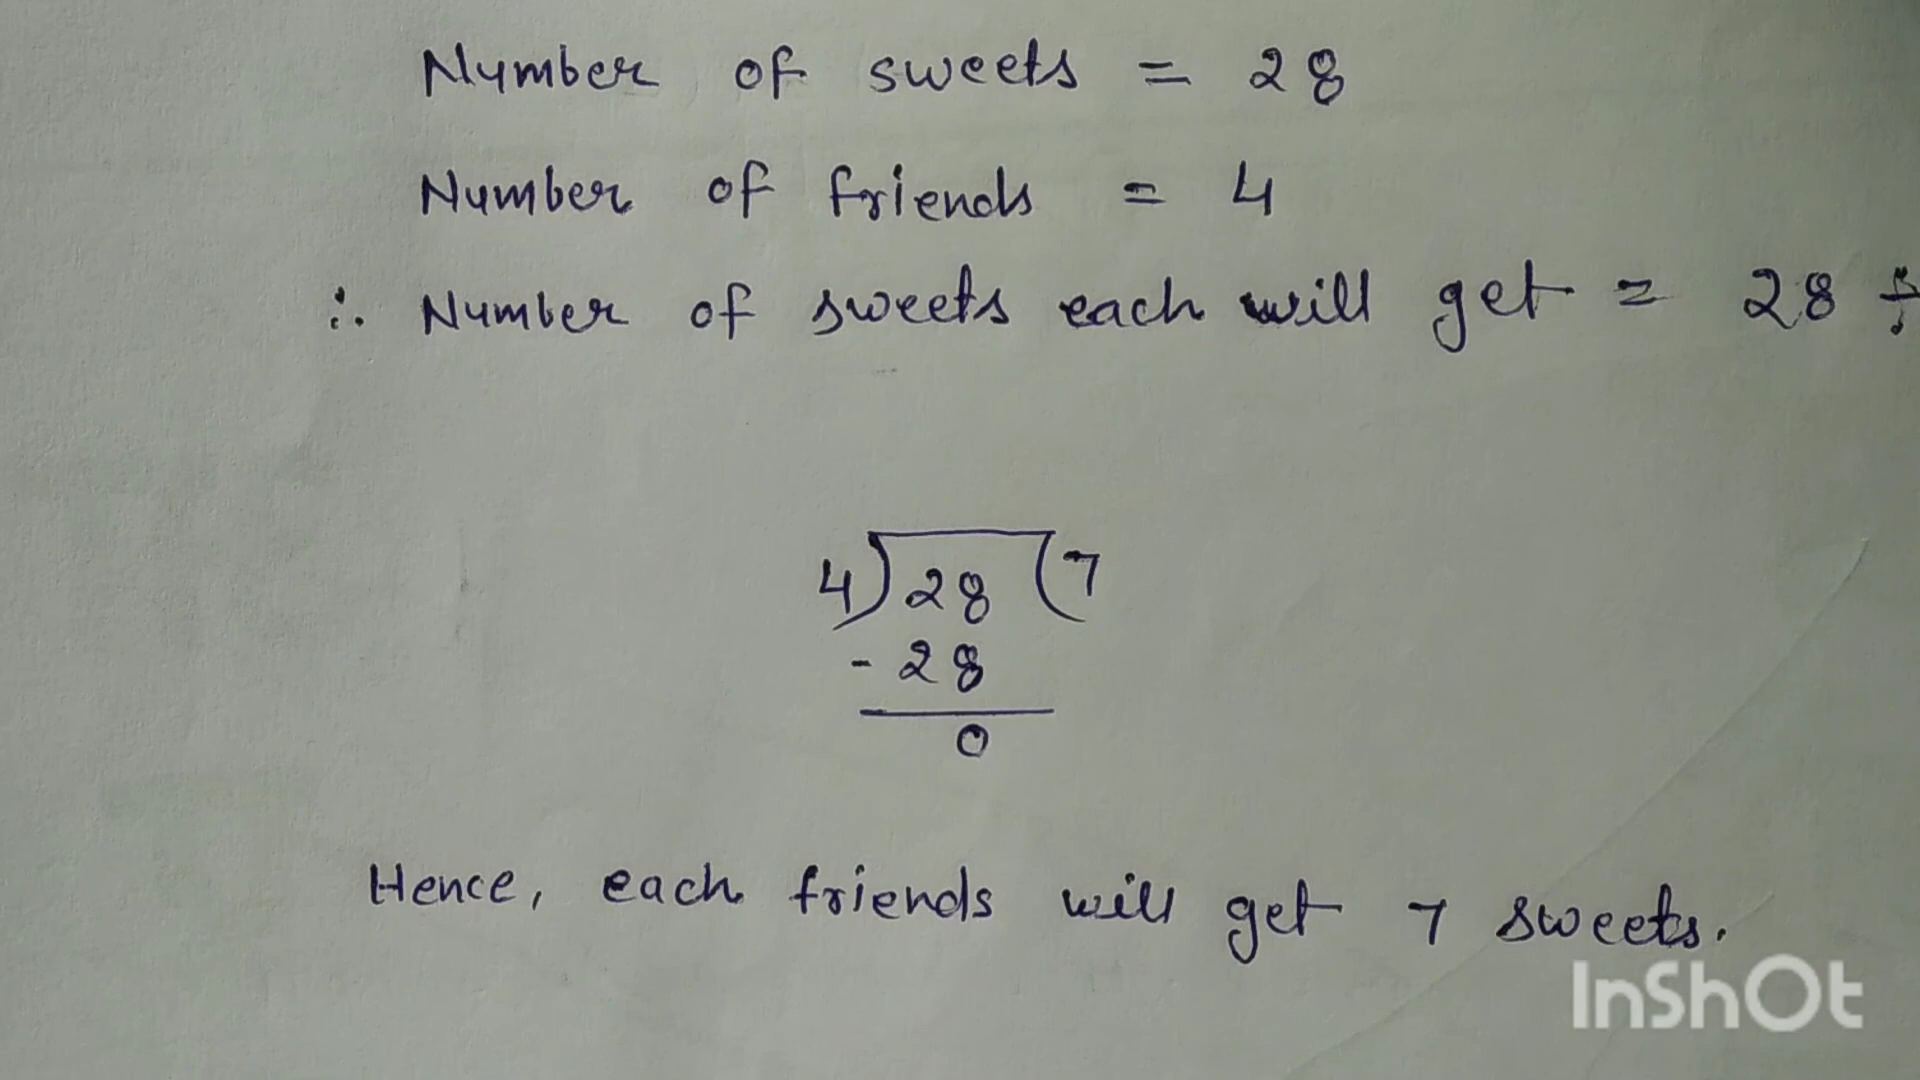 Number of sweets = 28
Number of friends = 4
∴ Number of sweets each will get = 28 ÷
4)28(7
- 28
0
Hence, each friends will get 7 sweets.
InShOt